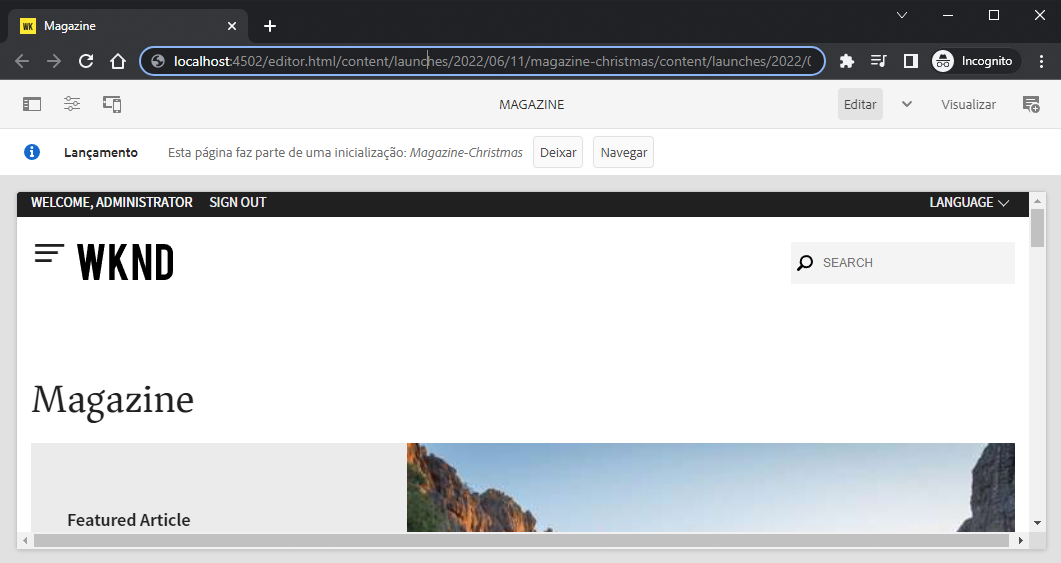 WK Magazine
localhost:4502/editor.html/content/launches/2022/06/11/magazine-christmas/content/launches/2022/0
Incognito
MAGAZINE
Editar
Visualizar
Lançamento
Esta página faz parte de uma inicialização: Magazine-Christmas
Deixar
Navegar
WELCOME, ADMINISTRATOR
SIGN OUT
LANGUAGE
WKND
SEARCH
Magazine
Featured Article